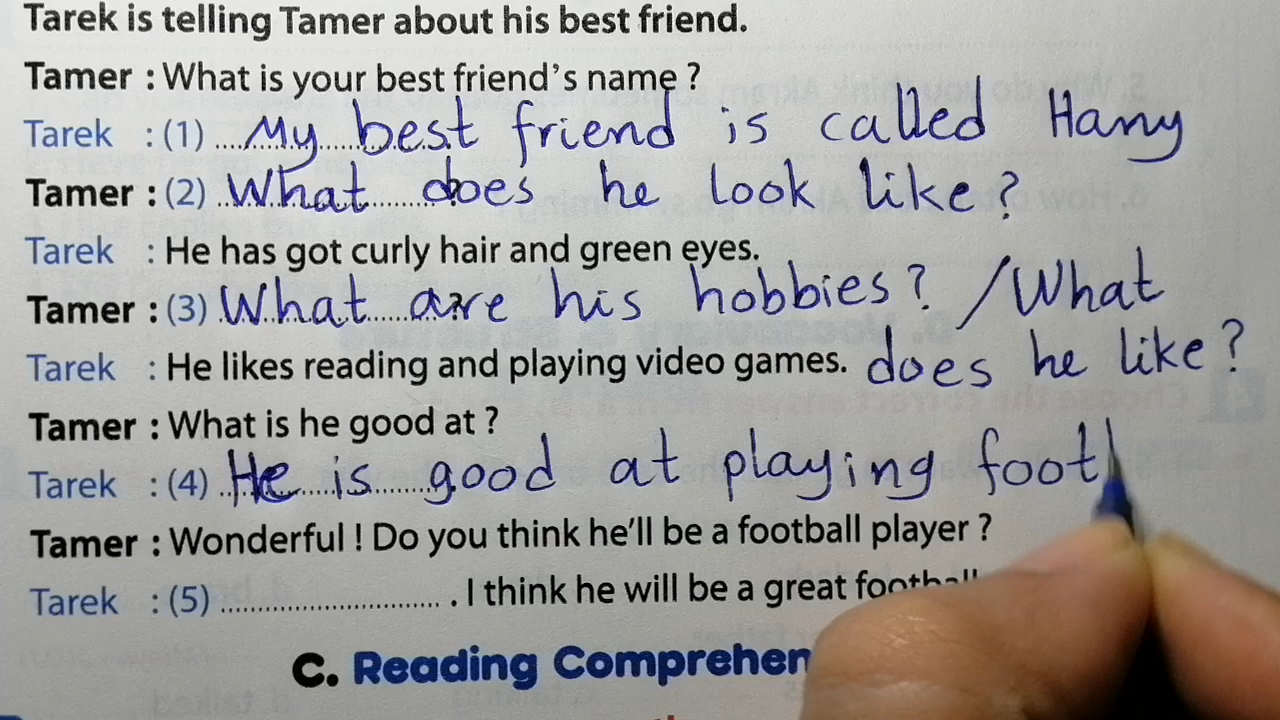 Tarek is telling Tamer about his best friend.
Tamer : What is your best friend's name ?
Tarek : (1) My best friend is called Hany
Tamer : (2) What does he look like?
Tarek : He has got curly hair and green eyes.
Tamer : (3) What are his hobbies? / What
does he like?
Tarek : He likes reading and playing video games.
Tamer : What is he good at ?
Tarek : (4) He is good at playing foot
Tamer : Wonderful ! Do you think he'll be a football player ?
Tarek : (5) ............................ . I think he will be a great football
C. Reading Comprehen